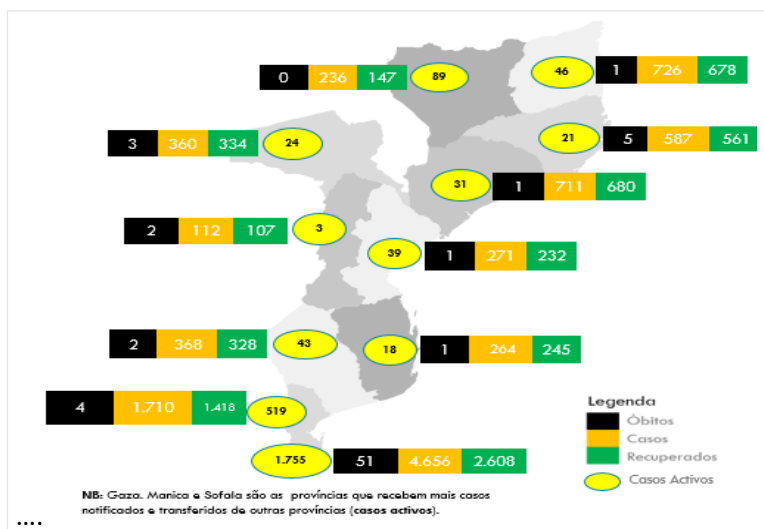 0 236 147 89
46 1 726 678
3 360 334 24
21 5 587 561
31 1 711 680
2 112 107 3
39 1 271 232
2 368 328 43
18 1 264 245
4 1.710 1.418 519
1.755 51 4.656 2.608
Legenda
Óbitos
Casos
Recuperados
Casos Activos
NB: Gaza. Manica e Sofala são as províncias que recebem mais casos
notificados e transferidos de outras províncias (casos activos).
....